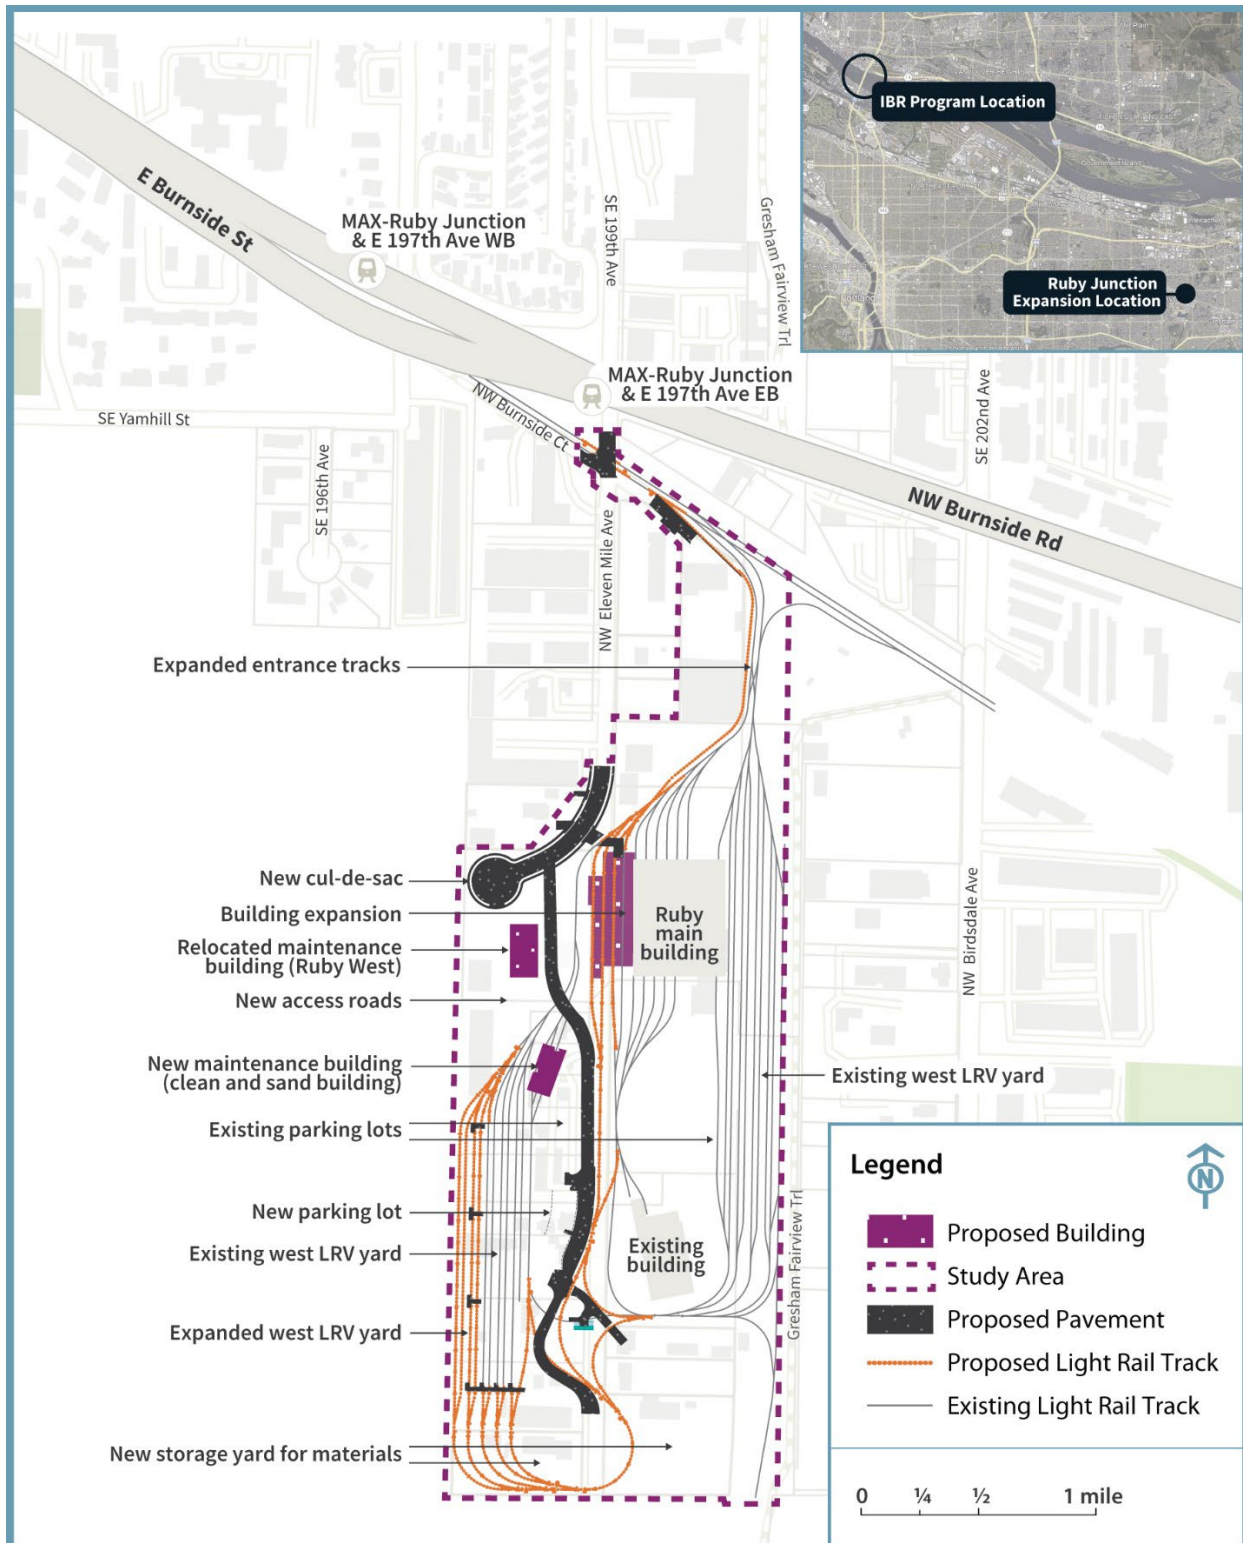 IBR Program Location
Ruby Junction
Expansion Location
Portland
Government Island
E Burnside St
MAX-Ruby Junction
& E 197th Ave WB
SE 199th Ave
Gresham Fairview Trl
MAX-Ruby Junction
& E 197th Ave EB
SE 202nd Ave
SE Yamhill St
NW Burnside Ct
SE 196th Ave
NW Burnside Rd
NW Eleven Mile Ave
Expanded entrance tracks
New cul-de-sac
Building expansion
Ruby
main
building
Relocated maintenance
building (Ruby West)
NW Birdsdale Ave
New access roads
New maintenance building
(clean and sand building)
Existing west LRV yard
Existing parking lots
New parking lot
Existing west LRV yard
Existing
building
Gresham Fairview Trl
Expanded west LRV yard
New storage yard for materials
Legend
N
Proposed Building
Study Area
Proposed Pavement
Proposed Light Rail Track
Existing Light Rail Track
0 ¼ ½ 1 mile